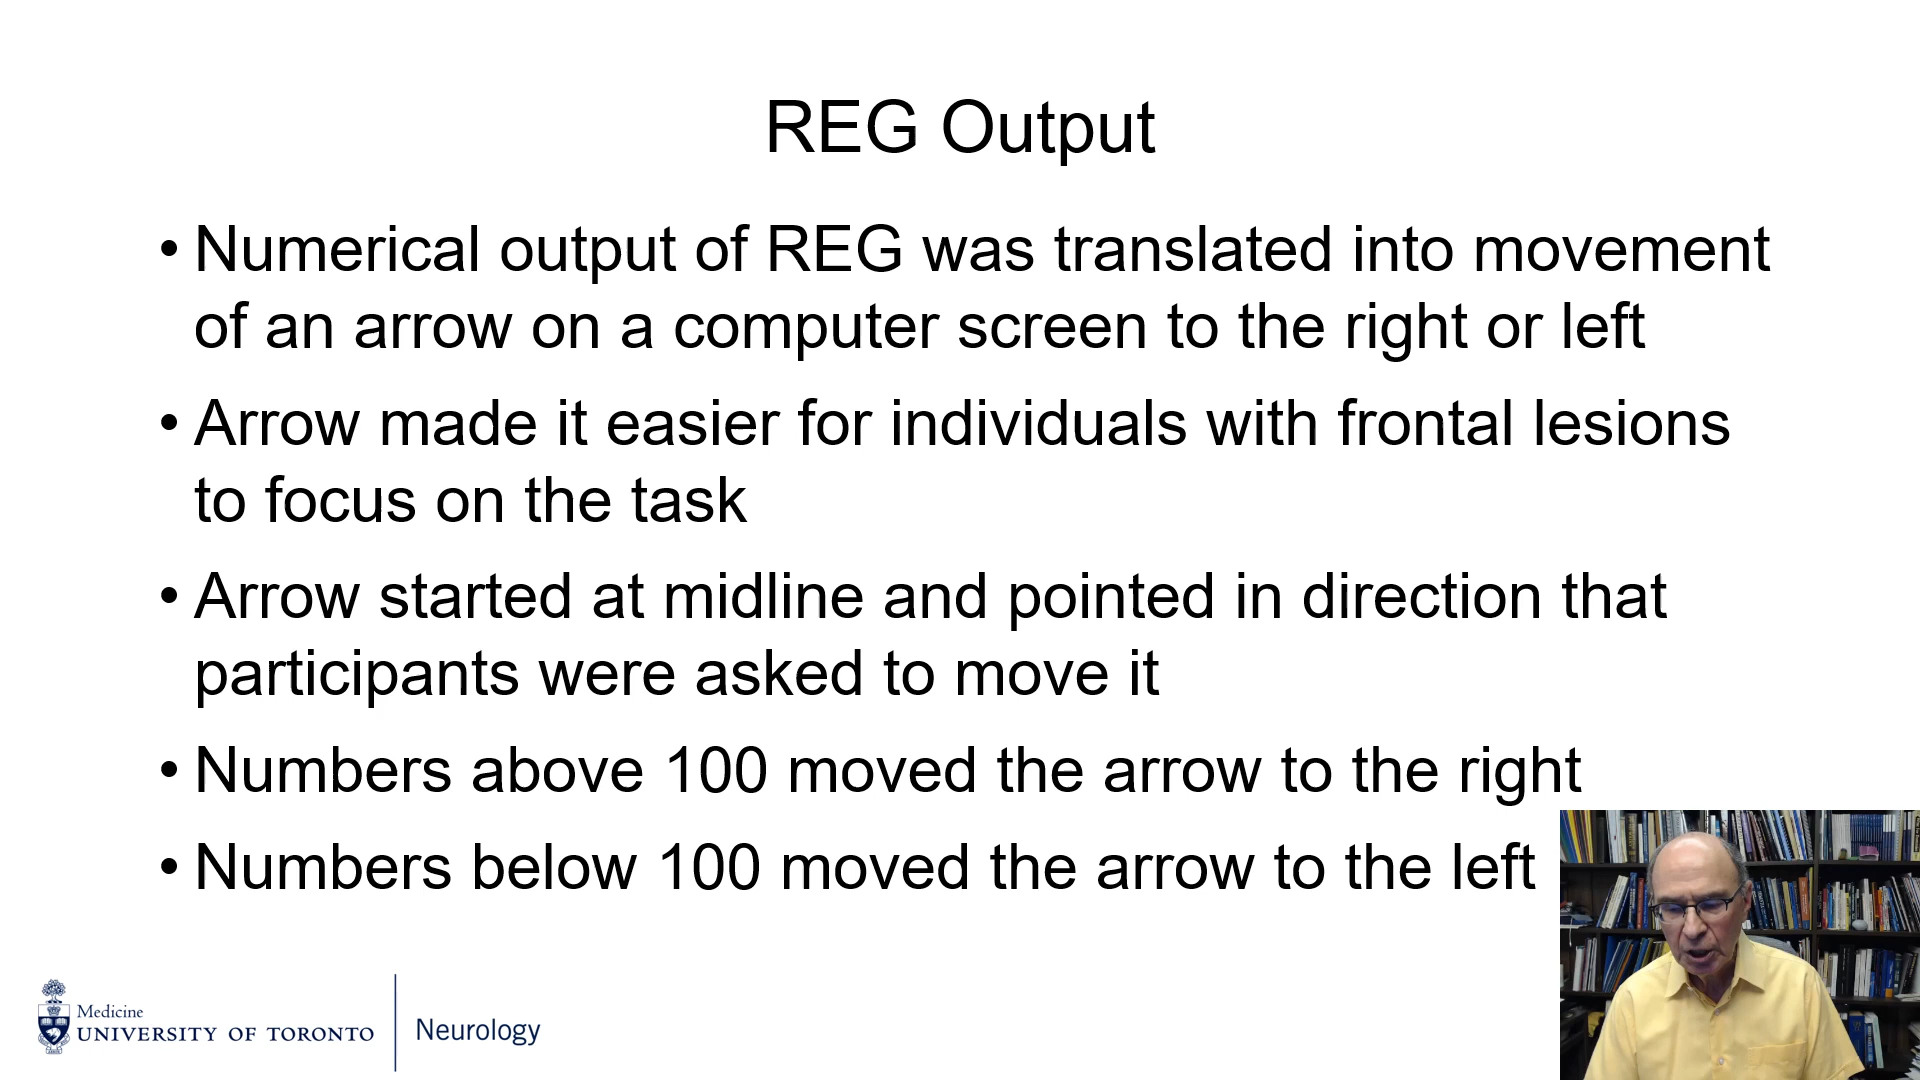 REG Output
• Numerical output of REG was translated into movement
of an arrow on a computer screen to the right or left
• Arrow made it easier for individuals with frontal lesions
to focus on the task
• Arrow started at midline and pointed in direction that
participants were asked to move it
• Numbers above 100 moved the arrow to the right
• Numbers below 100 moved the arrow to the left
Medicine
UNIVERSITY OF TORONTO
Neurology